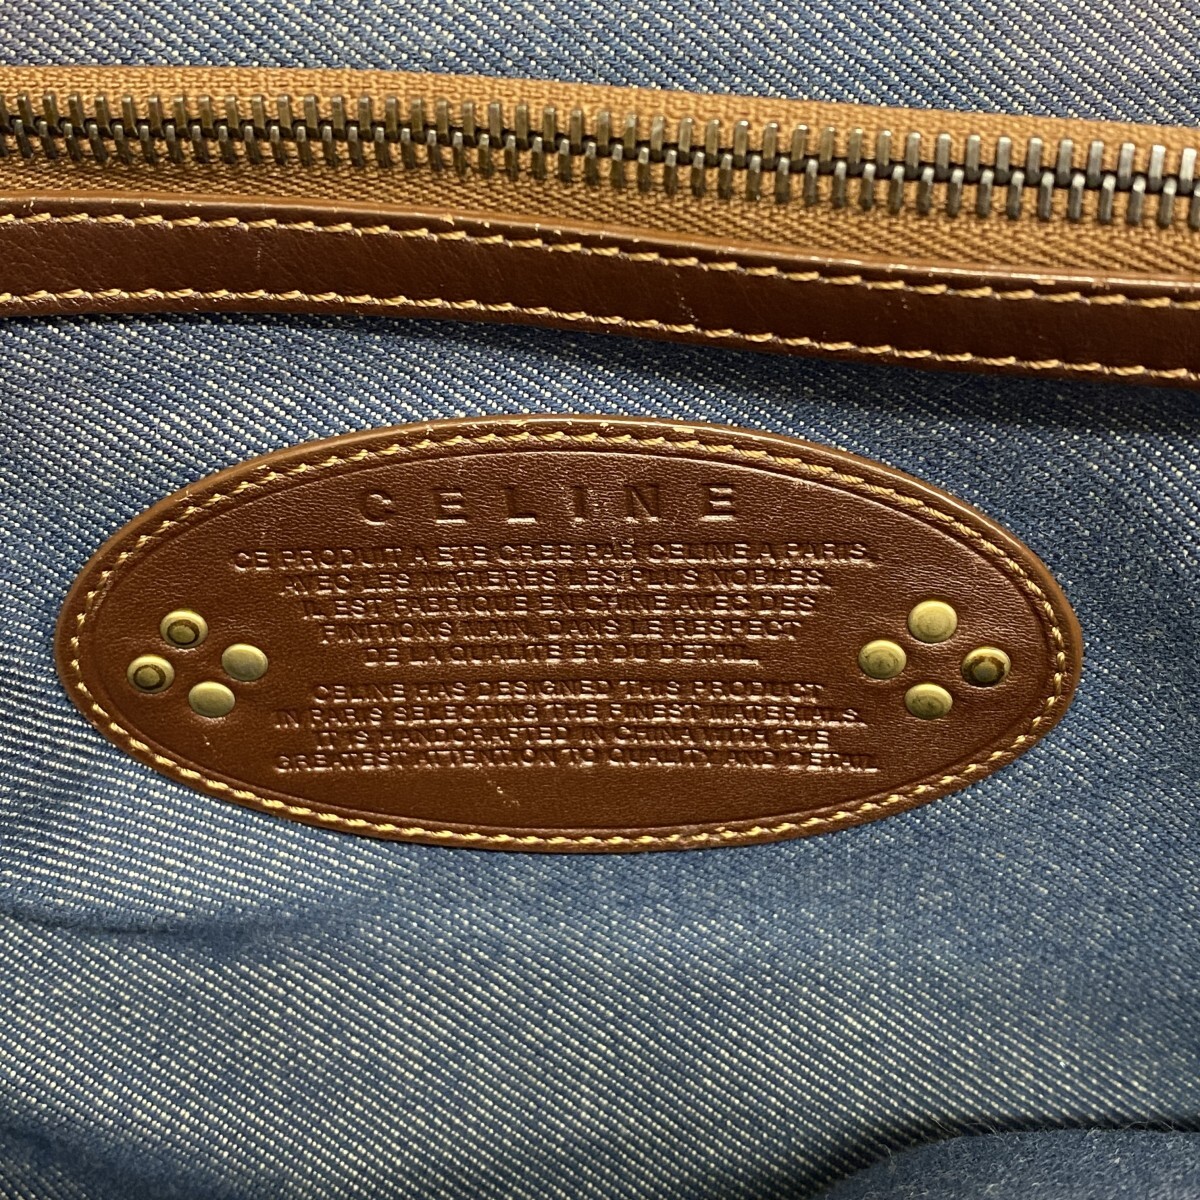 CELINE
CE PRODUIT A ETE CREE PAR CELINE A PARIS.
AVEC LES MATIERES LES PLUS NOBLES.
IL EST FABRIQUE EN CHINE AVEC DES
FINITIONS MAIN, DANS LE RESPECT
DE LA QUALITE ET DU DETAIL.
CELINE HAS DESIGNED THIS PRODUCT
IN PARIS SELECTING THE FINEST MATERIALS.
IT IS HANDCRAFTED IN CHINA WITH THE
GREATEST ATTENTION TO QUALITY AND DETAIL